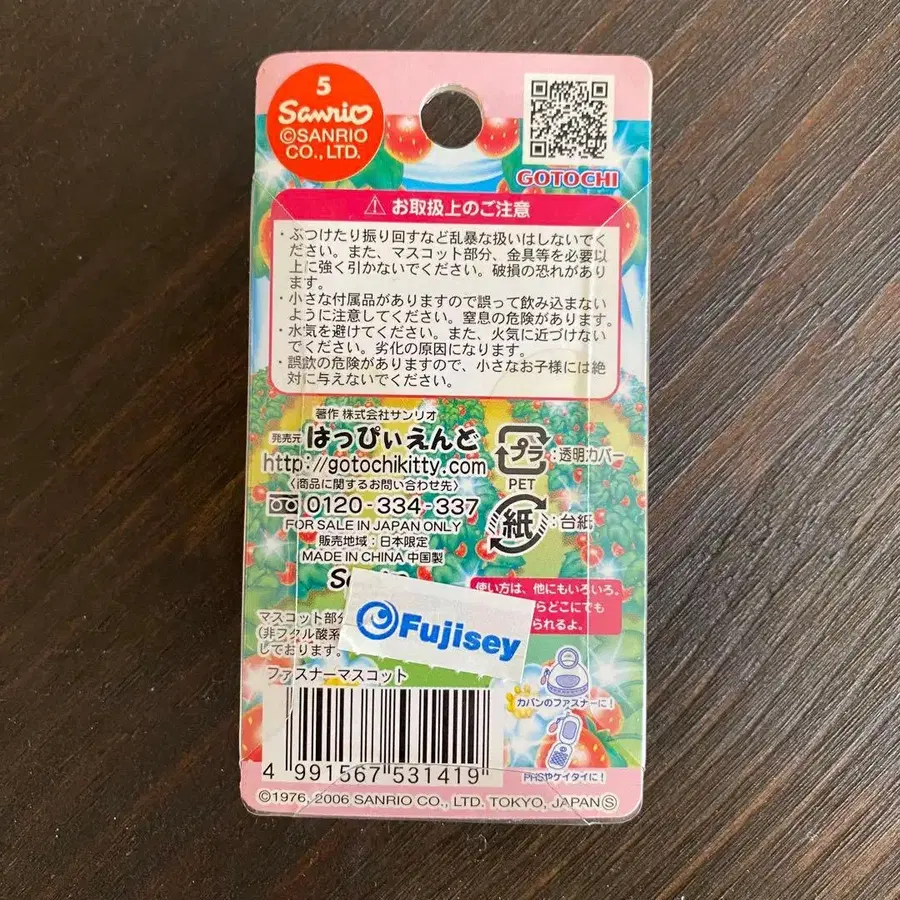 5
Sanrio
©SANRIO
CO.,LTD.
GOTOCHI
⚠ お取扱上のご注意
・ぶつけたり振り回すなど乱暴な扱いはしないでく
ださい。また、マスコット部分、金具等を必要以
上に強く引かないでください。破損の恐れがあり
ます。
・小さな付属品がありますので誤って飲み込まない
ように注意してください。窒息の危険があります。
・水気を避けてください。また、火気に近づけない
でください。劣化の原因になります。
・誤飲の危険がありますので、小さなお子様には絶
対に与えないでください。
著作 株式会社サンリオ
発売元 はっぴぃえんど
http://gotochikitty.com
〈商品に関するお問い合わせ先〉
0120-334-337
FOR SALE IN JAPAN ONLY
販売地域：日本限定
MADE IN CHINA 中国製
プラ：透明カバー
PET
紙：台紙
使い方は、他にもいろいろ。
らどこにでも
られるよ。
Fujisey
マスコット部分
(非フタル酸系
しております。
ファスナーマスコット
カバンのファスナーに！
PHSやケイタイに！
4 991567 531419
©1976, 2006 SANRIO CO., LTD. TOKYO, JAPAN Ⓢ